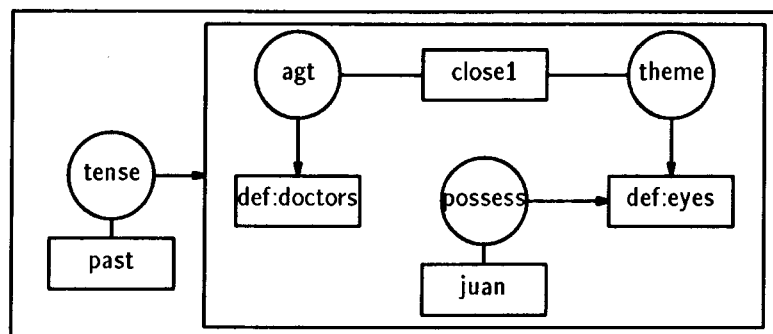 agt
close1
theme
tense
def:doctors
possess
def:eyes
past
juan